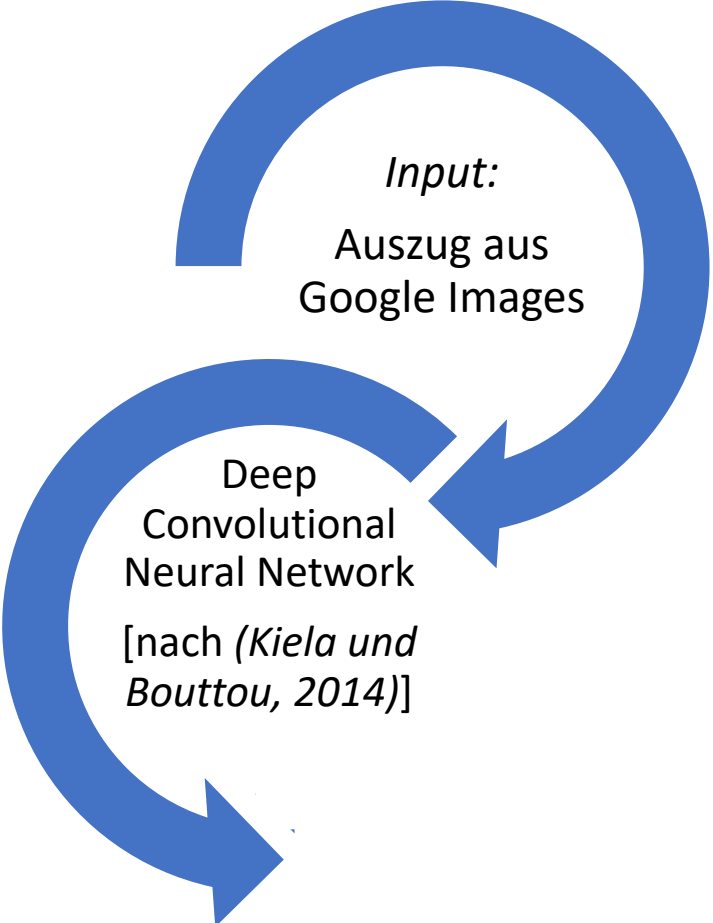 Input:
Auszug aus
Google Images
Deep
Convolutional
Neural Network
[nach (Kiela und
Bouttou, 2014)]